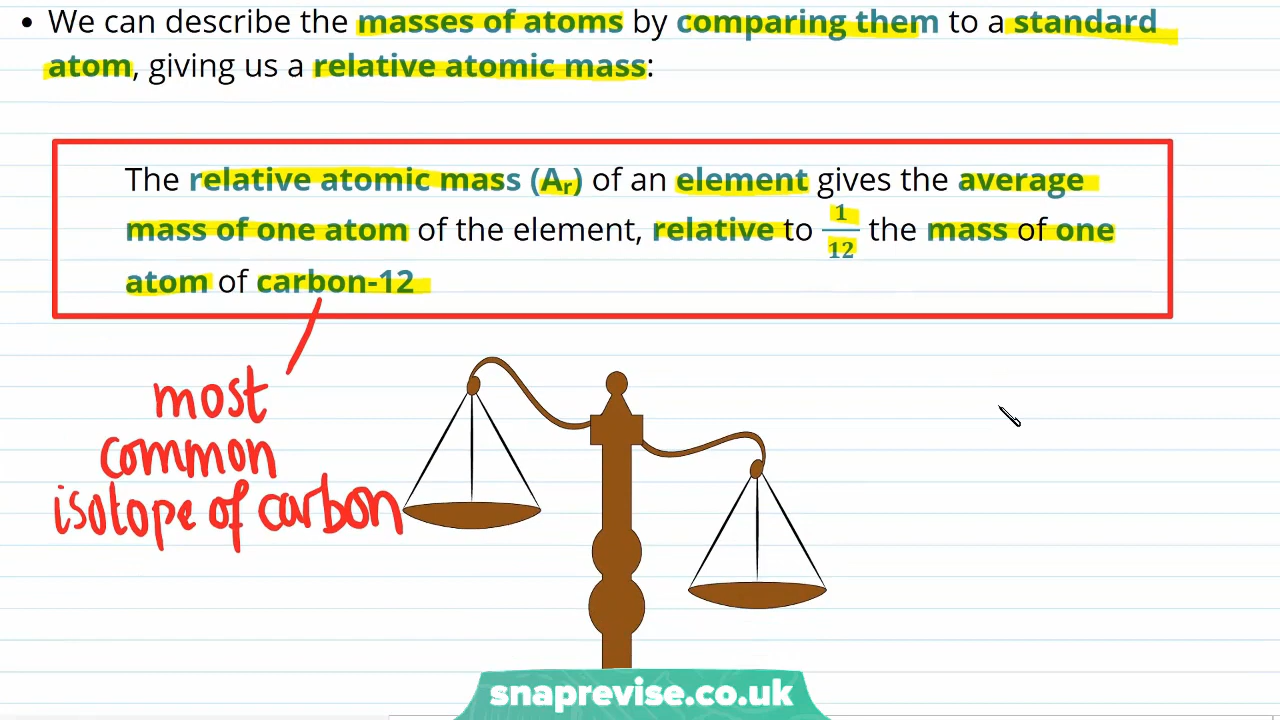 • We can describe the masses of atoms by comparing them to a standard
atom, giving us a relative atomic mass:
The relative atomic mass (Aᵣ) of an element gives the average
mass of one atom of the element, relative to 1/12 the mass of one
atom of carbon-12
most
common
isotope of carbon
snaprevise.co.uk